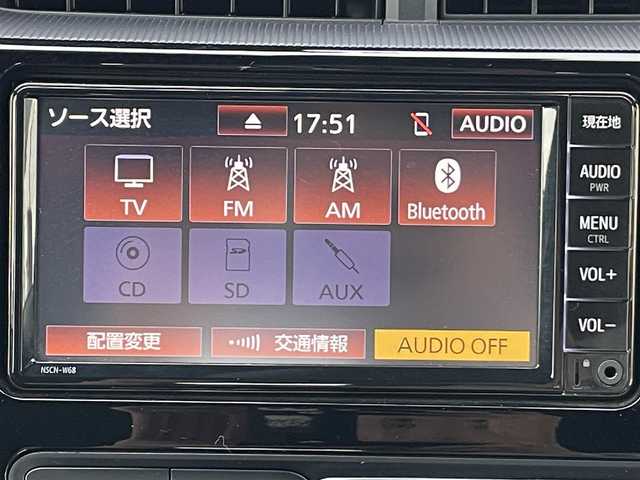 ソース選択 17:51 AUDIO
TV FM AM Bluetooth
CD SD AUX
配置変更 交通情報 AUDIO OFF
NSCN-W68
現在地
AUDIO
PWR
MENU
CTRL
VOL+
VOL-